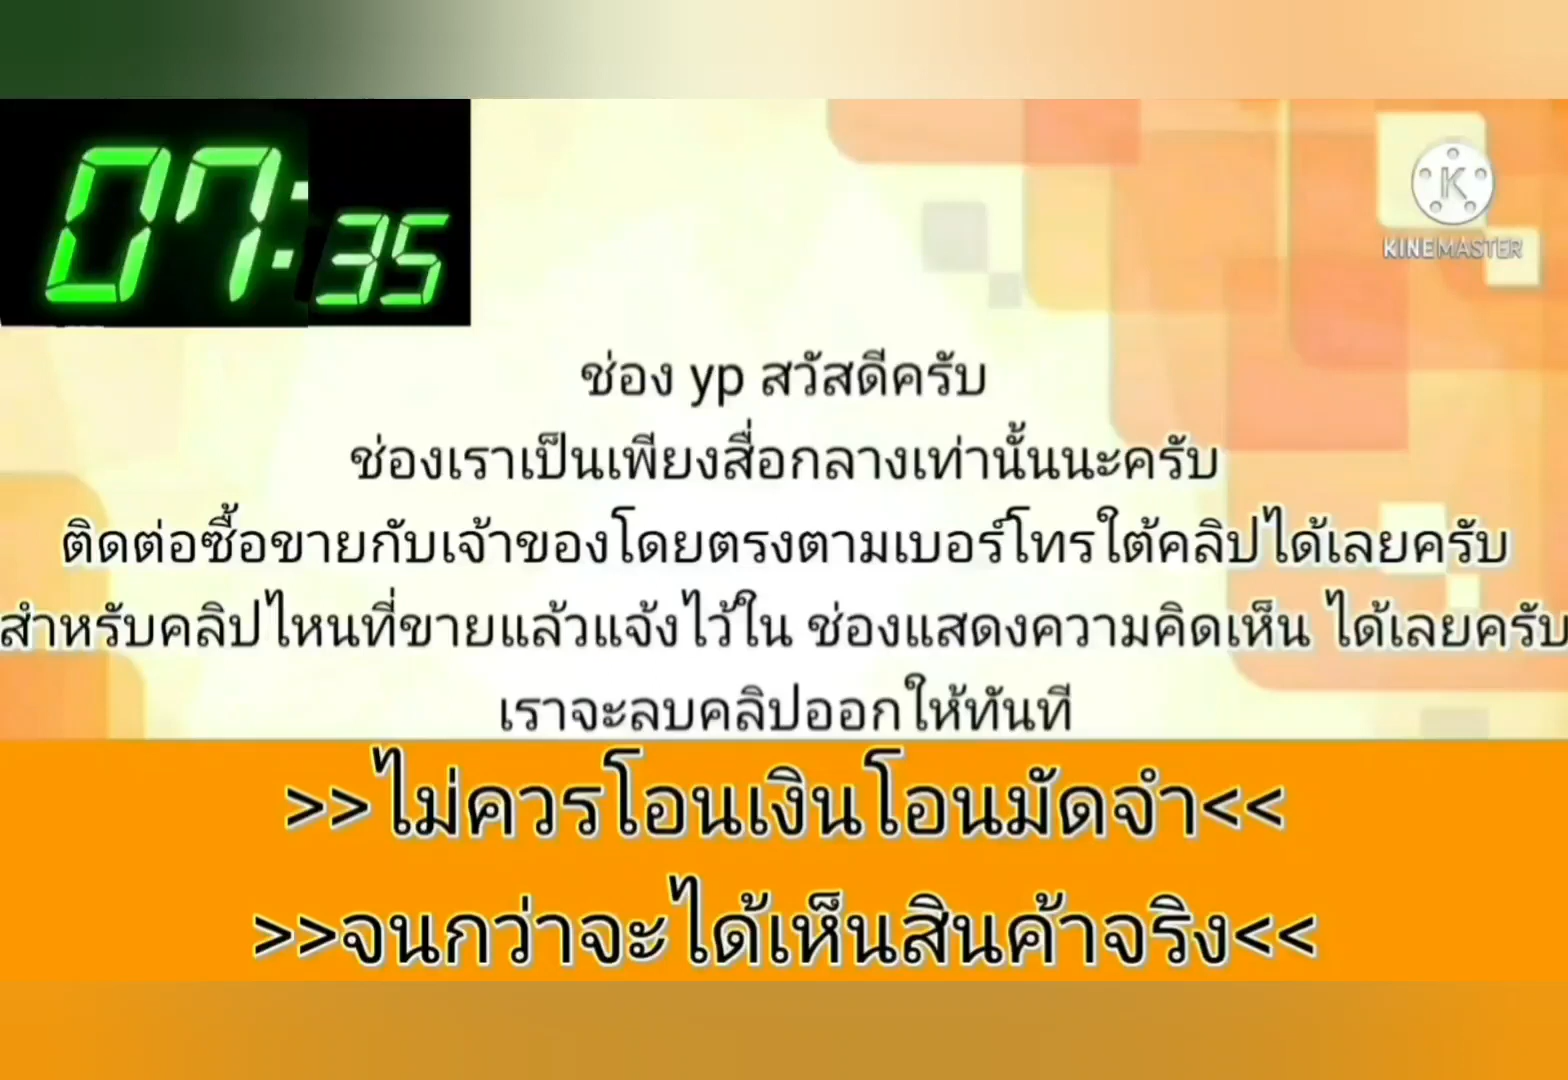 07:35
KINEMASTER
ช่อง yp สวัสดีครับ
ช่องเราเป็นเพียงสื่อกลางเท่านั้นนะครับ
ติดต่อซื้อขายกับเจ้าของโดยตรงตามเบอร์โทรใต้คลิปได้เลยครับ
สำหรับคลิปไหนที่ขายแล้วแจ้งไว้ใน ช่องแสดงความคิดเห็น ได้เลยครับ
เราจะลบคลิปออกให้ทันที
>>ไม่ควรโอนเงินโอนมัดจำ<<
>>จนกว่าจะได้เห็นสินค้าจริง<<